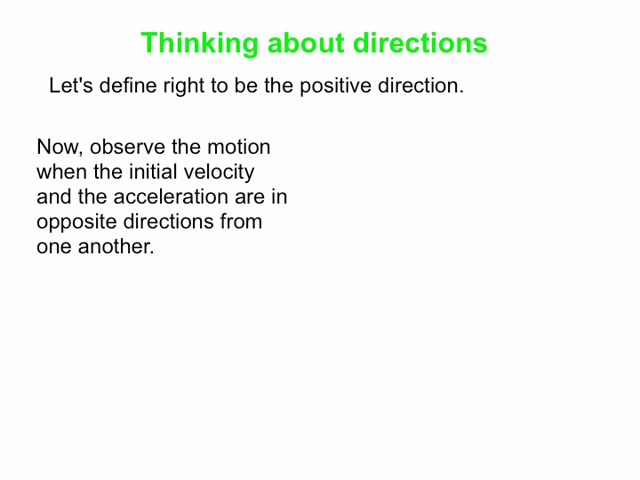 Thinking about directions
Let's define right to be the positive direction.
Now, observe the motion
when the initial velocity
and the acceleration are in
opposite directions from
one another.